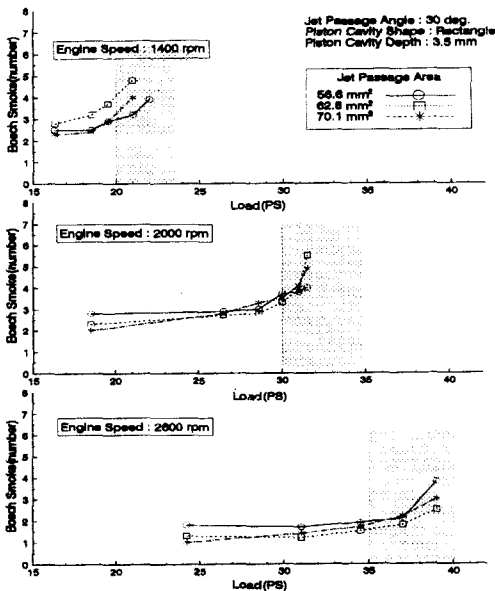 Jet Passage Angle : 30 deg.
Piston Cavity Shape : Rectangle
Piston Cavity Depth : 3.5 mm
Jet Passage Area
56.6 mm²
62.8 mm²
70.1 mm²
Engine Speed : 1400 rpm
Bosch Smoke(number)
8
7
6
5
4
3
2
1
0
15 20 25 30 35 40
Load(PS)
Engine Speed : 2000 rpm
Bosch Smoke(number)
7
6
5
4
3
2
1
0
15 20 25 30 35 40
Load(PS)
Engine Speed : 2600 rpm
Bosch Smoke(number)
8
7
6
5
4
3
2
1
0
15 20 25 30 35 40
Load(PS)